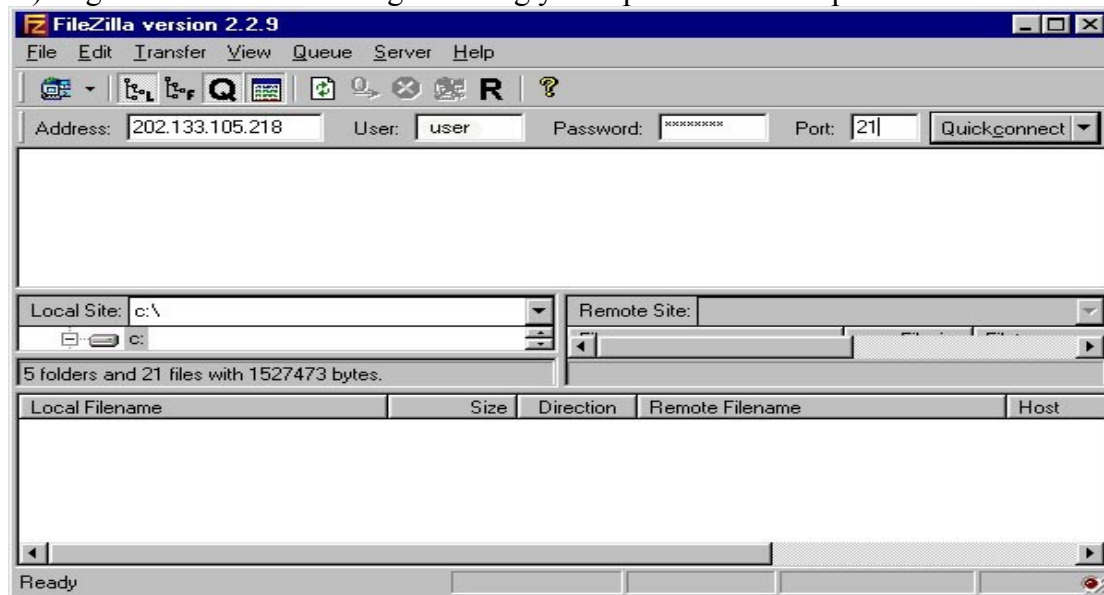 FileZilla version 2.2.9
File Edit Transfer View Queue Server Help
L F Q R ?
Address: 202.133.105.218 User: user Password: ******** Port: 21 Quickconnect
Local Site: c:\ Remote Site:
c:
5 folders and 21 files with 1527473 bytes.
Local Filename Size Direction Remote Filename Host
Ready